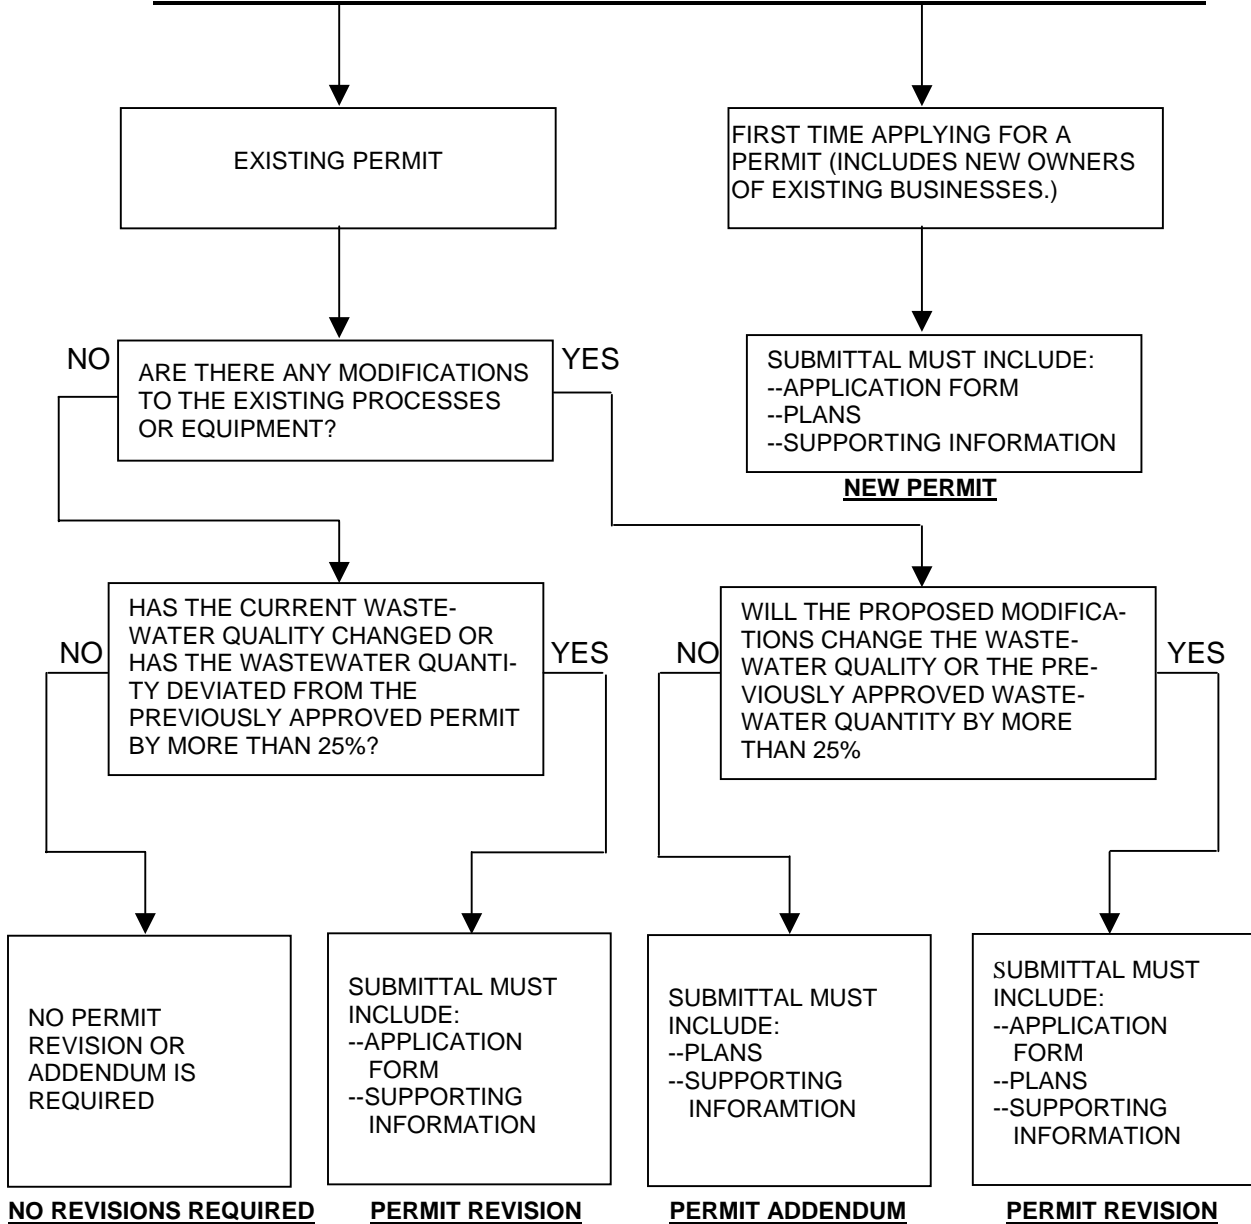 EXISTING PERMIT
FIRST TIME APPLYING FOR A
PERMIT (INCLUDES NEW OWNERS
OF EXISTING BUSINESSES.)
NO
ARE THERE ANY MODIFICATIONS
TO THE EXISTING PROCESSES
OR EQUIPMENT?
YES
SUBMITTAL MUST INCLUDE:
--APPLICATION FORM
--PLANS
--SUPPORTING INFORMATION
NEW PERMIT
NO
HAS THE CURRENT WASTE-
WATER QUALITY CHANGED OR
HAS THE WASTEWATER QUANTI-
TY DEVIATED FROM THE
PREVIOUSLY APPROVED PERMIT
BY MORE THAN 25%?
YES
NO
WILL THE PROPOSED MODIFICA-
TIONS CHANGE THE WASTE-
WATER QUALITY OR THE PRE-
VIOUSLY APPROVED WASTE-
WATER QUANTITY BY MORE
THAN 25%
YES
NO PERMIT
REVISION OR
ADDENDUM IS
REQUIRED
NO REVISIONS REQUIRED
SUBMITTAL MUST
INCLUDE:
--APPLICATION
FORM
--SUPPORTING
INFORMATION
PERMIT REVISION
SUBMITTAL MUST
INCLUDE:
--PLANS
--SUPPORTING
INFORAMTION
PERMIT ADDENDUM
SUBMITTAL MUST
INCLUDE:
--APPLICATION
FORM
--PLANS
--SUPPORTING
INFORMATION
PERMIT REVISION